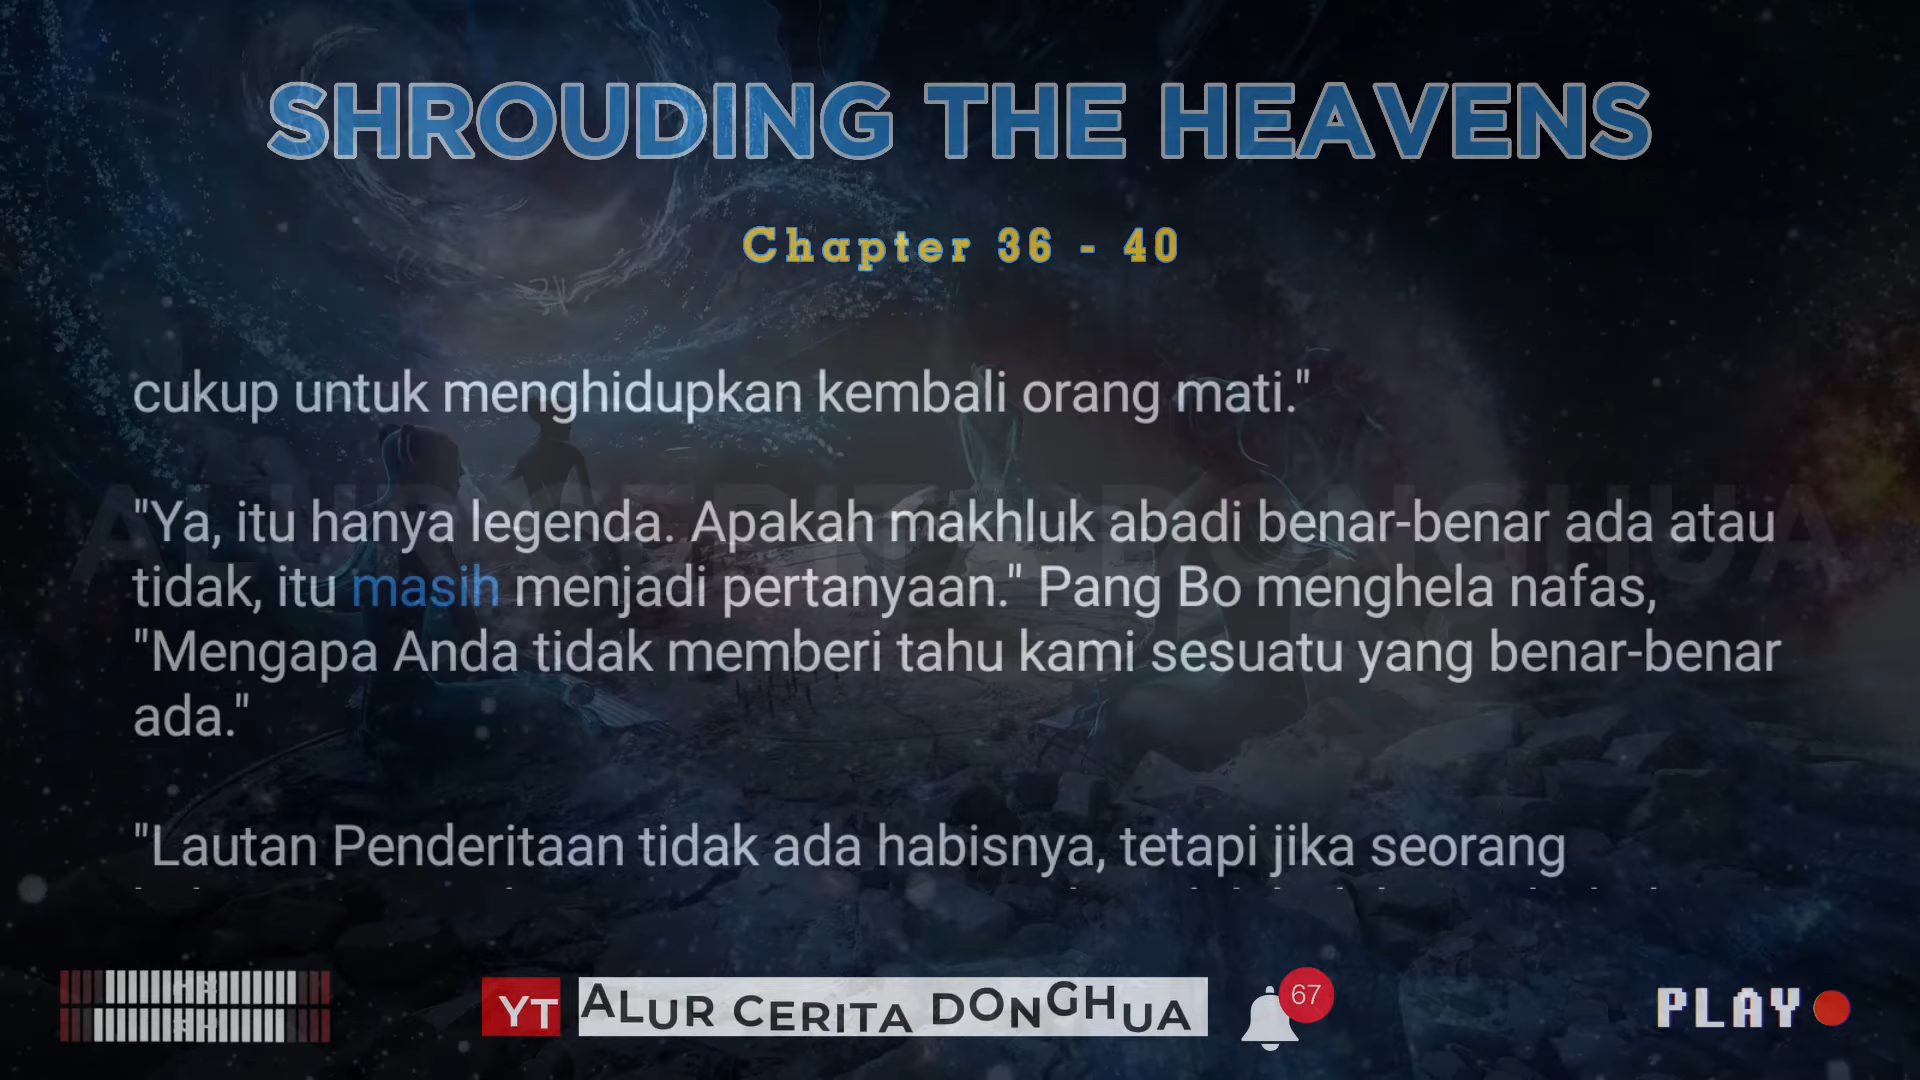 SHROUDING THE HEAVENS
Chapter 36 - 40
cukup untuk menghidupkan kembali orang mati."
"Ya, itu hanya legenda. Apakah makhluk abadi benar-benar ada atau
tidak, itu masih menjadi pertanyaan." Pang Bo menghela nafas,
"Mengapa Anda tidak memberi tahu kami sesuatu yang benar-benar
ada."
"Lautan Penderitaan tidak ada habisnya, tetapi jika seorang
ALUR CERITA DONGHUA
YT ALUR CERITA DONGHUA 67
PLAY